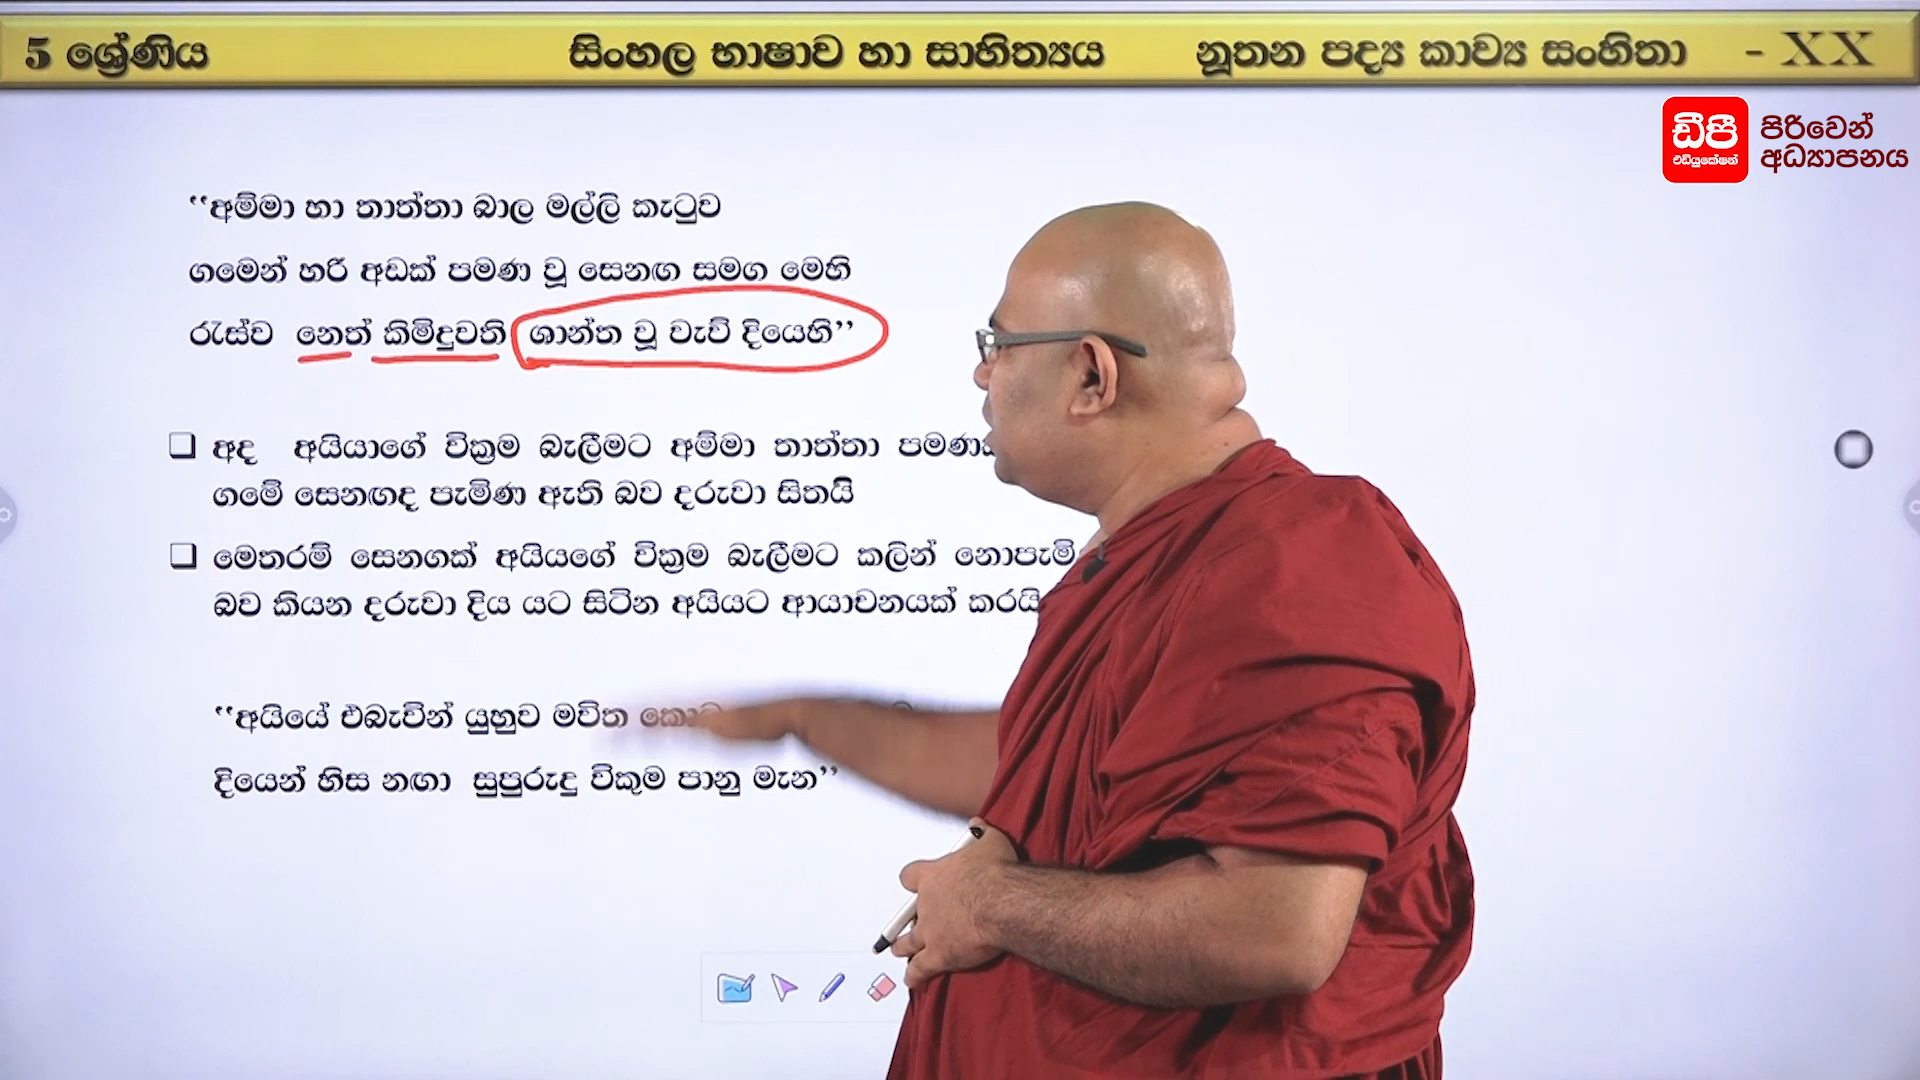 5 ශ්‍රේණිය සිංහල භාෂාව හා සාහිත්‍යය නූතන පද්‍ය කාව්‍ය සංහිතා - XX
ඩීපී
එඩියුකේෂන්
පිරිවෙන්
අධ්‍යාපනය
“අම්මා හා තාත්තා බාල මල්ලි කැටුව
ගමෙන් හරි අඩක් පමණ වූ සෙනඟ සමග මෙහි
රැස්ව නෙත් කිමිදුවති ශාන්ත වූ වැව් දියෙහි”
අද අයියාගේ වික්‍රම බැලීමට අම්මා තාත්තා
ගමේ සෙනඟද පැමිණ ඇති බව දරුවා සිතයි
මෙතරම් සෙනගක් අයියගේ වික්‍රම බැලීමට කලින්
බව කියන දරුවා දිය යට සිටින අයියට ආයාචනයක් කරයි
“අයියේ එබැවින් යුහුව මවිත
දියෙන් හිස නඟා සුපුරුදු විකුම පානු මැන”